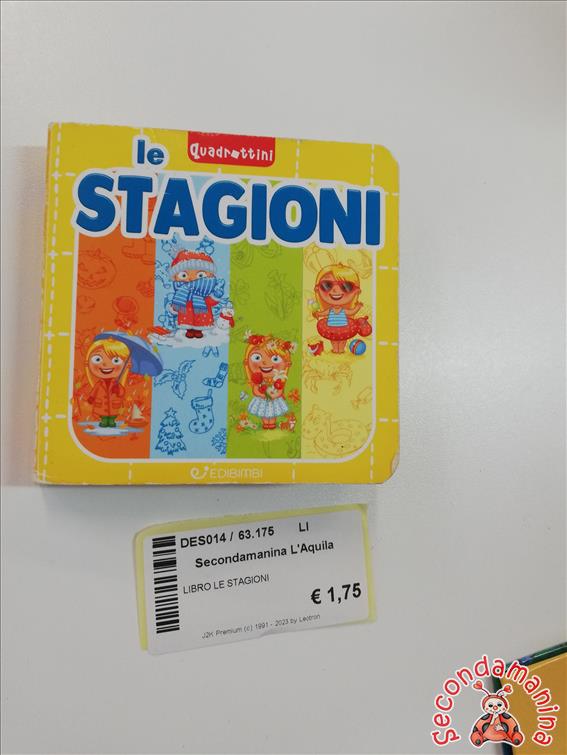 Quadrottini
le
STAGIONI
EDIBIMBI
DES014 / 63.175 LI
Secondamanina L'Aquila
LIBRO LE STAGIONI
€ 1,75
J2K Premium (c) 1991 - 2023 by Leotron
Secondamanina